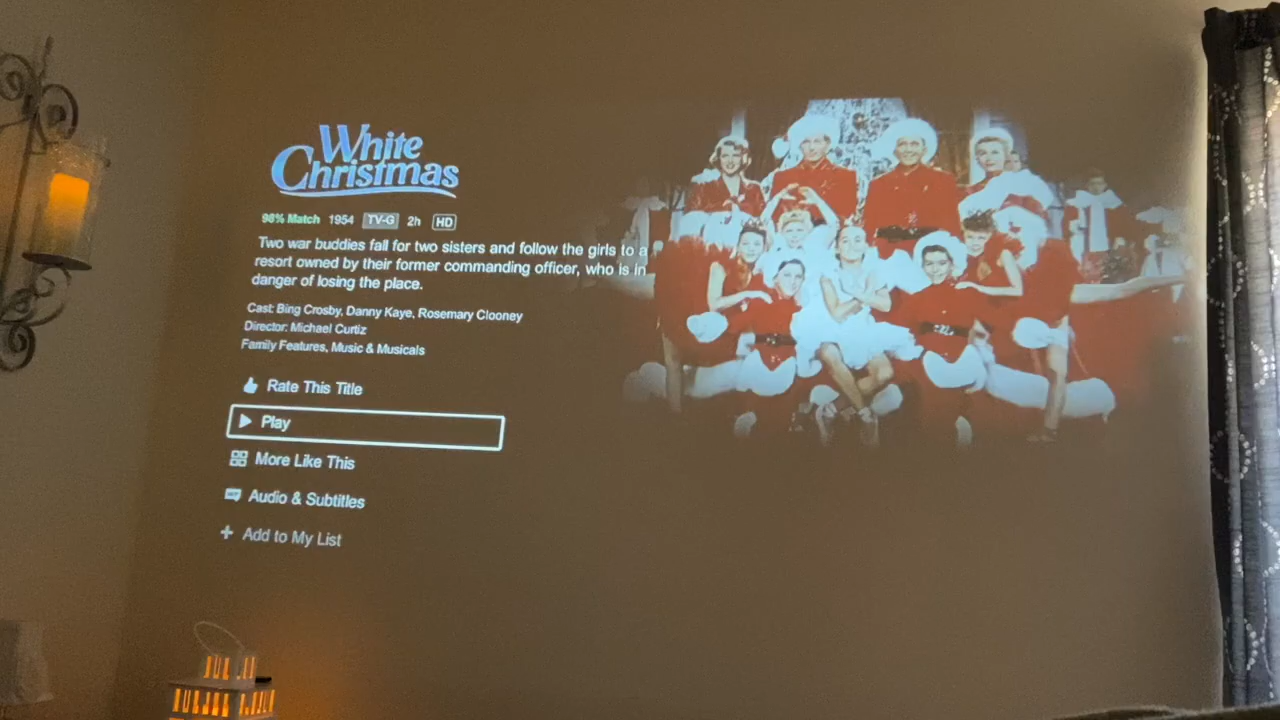 White
Christmas
98% Match 1954 TV-G 2h HD
Two war buddies fall for two sisters and follow the girls to a
resort owned by their former commanding officer, who is in
danger of losing the place.
Cast: Bing Crosby, Danny Kaye, Rosemary Clooney
Director: Michael Curtiz
Family Features, Music & Musicals
Rate This Title
Play
More Like This
Audio & Subtitles
Add to My List